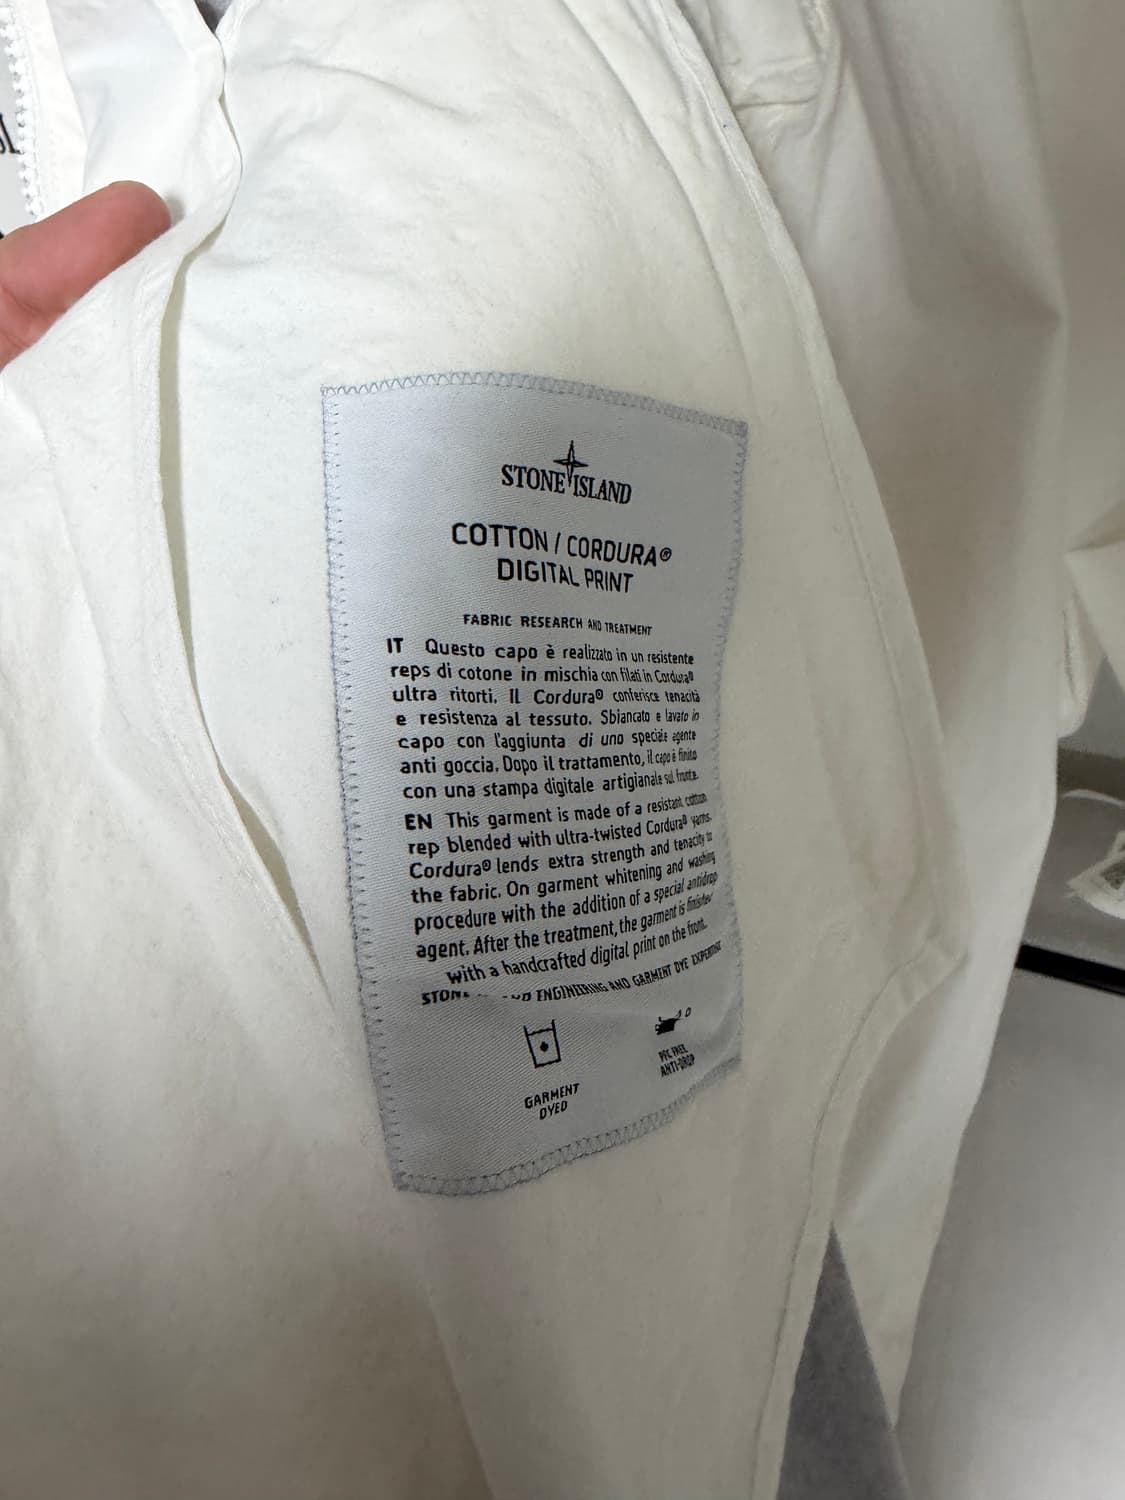 STONE ISLAND
COTTON / CORDURA®
DIGITAL PRINT
FABRIC RESEARCH AND TREATMENT
IT Questo capo è realizzato in un resistente
reps di cotone in mischia con filati in Cordura®
ultra ritorti. Il Cordura® conferisce tenacità
e resistenza al tessuto. Sbiancato e lavato in
capo con l'aggiunta di uno speciale agente
anti goccia. Dopo il trattamento, il capo è finito
con una stampa digitale artigianale sul fronte.
EN This garment is made of a resistant cotton
rep blended with ultra-twisted Cordura® yarns.
Cordura® lends extra strength and tenacity to
the fabric. On garment whitening and washing
procedure with the addition of a special antidrop
agent. After the treatment, the garment is finished
with a handcrafted digital print on the front.
STONE ENGINEERING AND GARMENT DYE EXPERTISE
GARMENT
DYED
PFC FREE
ANTI-DROP